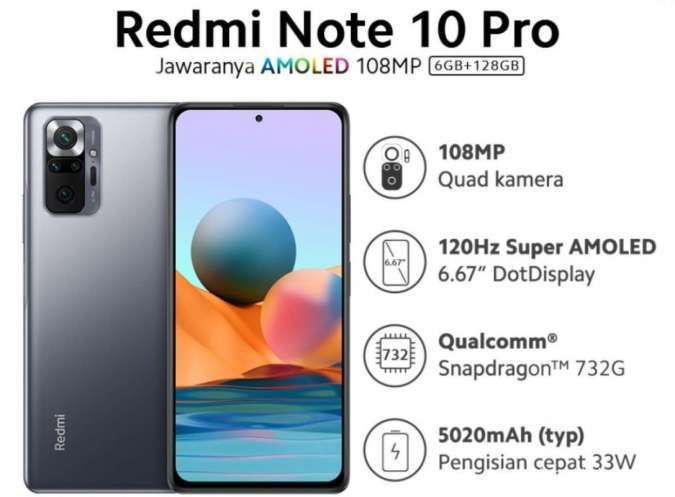 Redmi Note 10 Pro
Jawaranya AMOLED 108MP 6GB+128GB
108MP
Quad kamera
6.67"
120Hz Super AMOLED
6.67” DotDisplay
732
Qualcomm®
Snapdragon™ 732G
5020mAh (typ)
Pengisian cepat 33W
Redmi